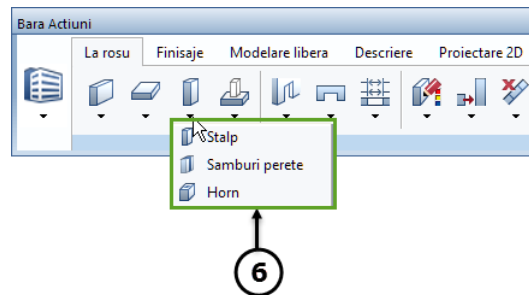 Bara Actiuni
La rosu Finisaje Modelare libera Descriere Proiectare 2D
Stalp
Samburi perete
Horn
6